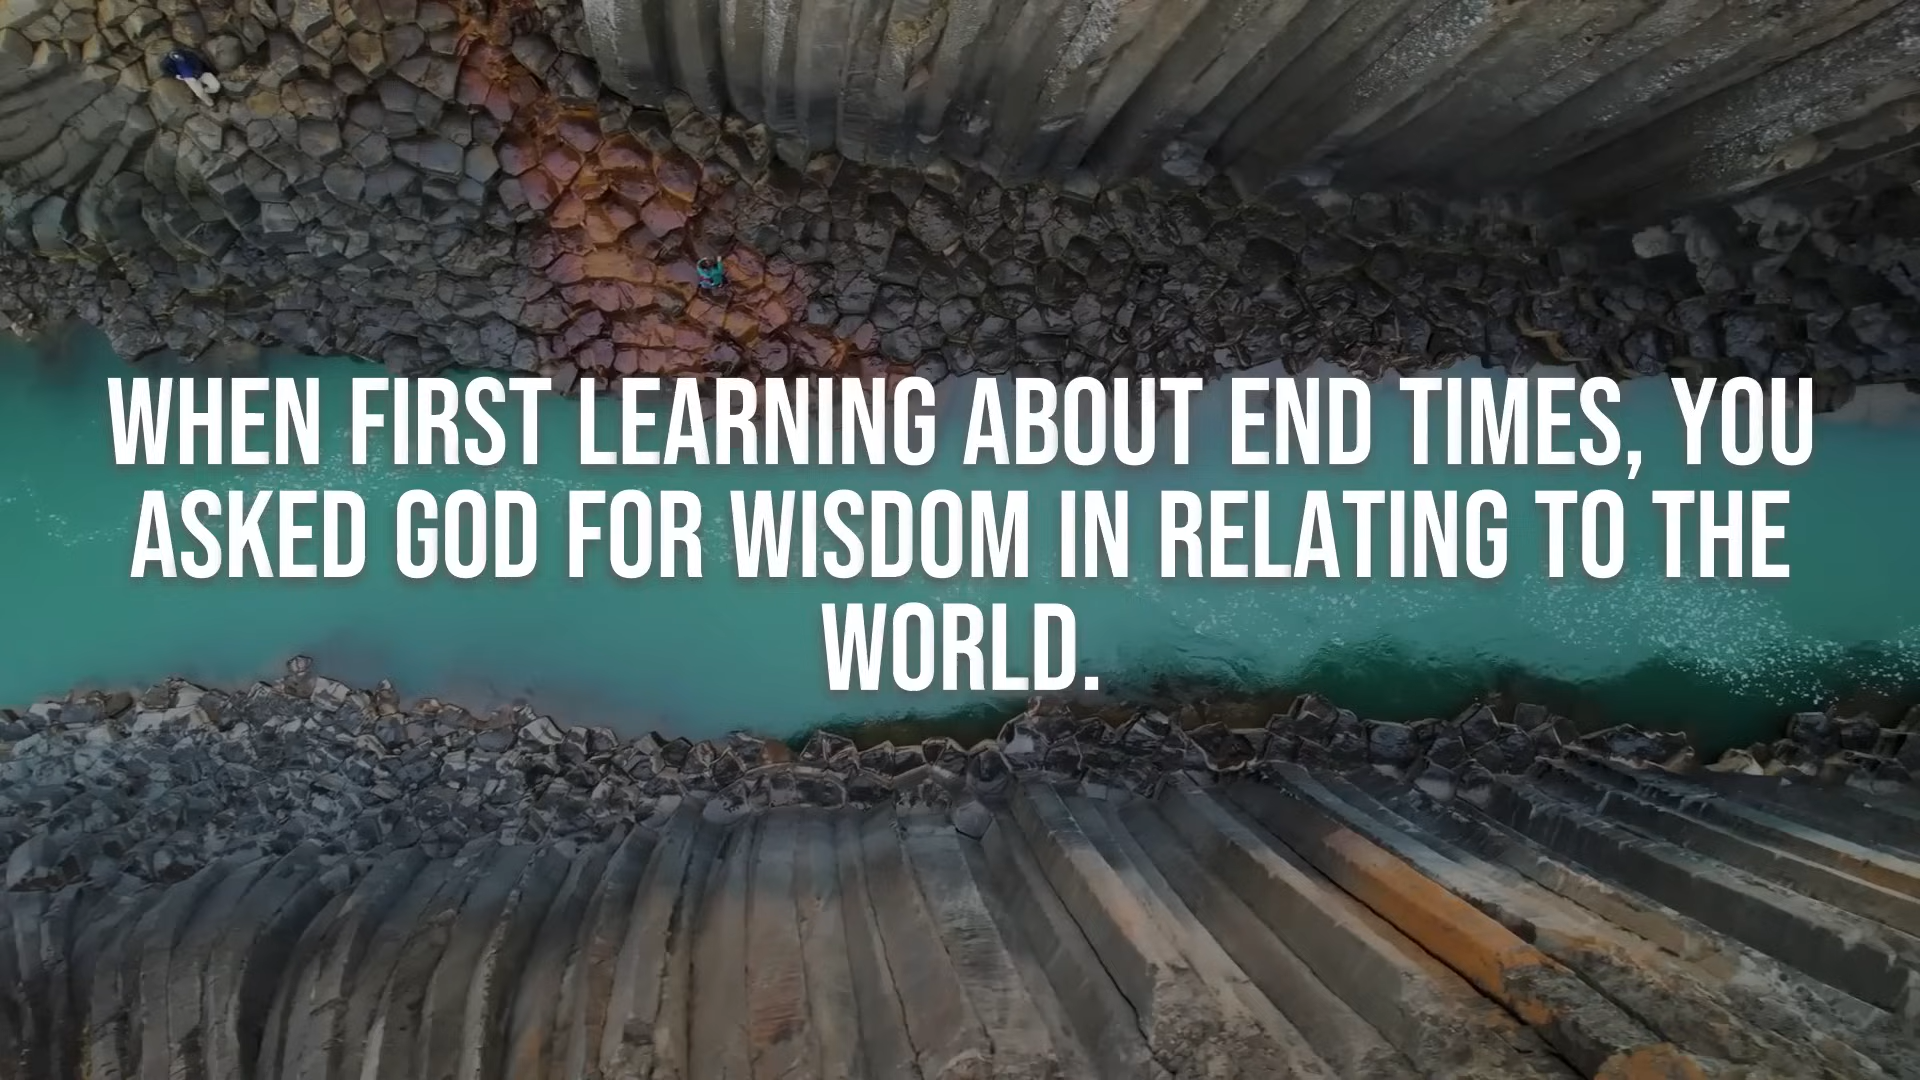 WHEN FIRST LEARNING ABOUT END TIMES, YOU
ASKED GOD FOR WISDOM IN RELATING TO THE
WORLD.